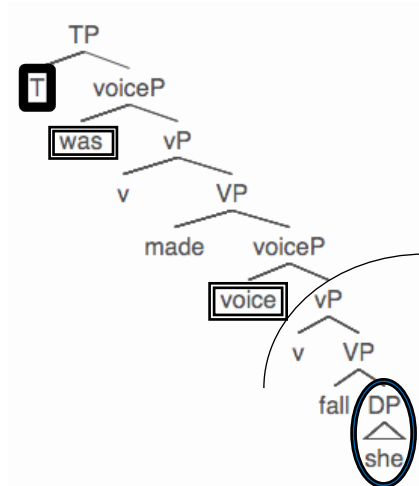 TP
T voiceP
was vP
v VP
made voiceP
voice vP
v VP
fall DP
she